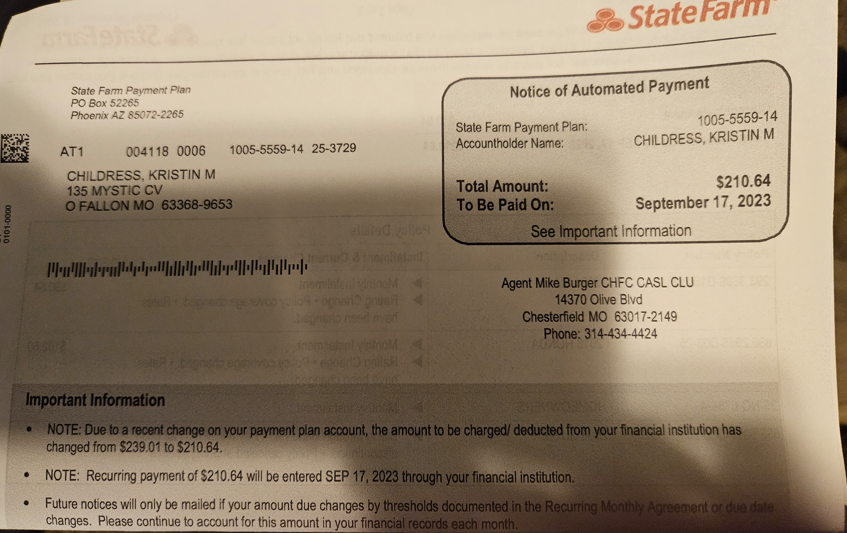 StateFarm
State Farm Payment Plan
PO Box 52265
Phoenix AZ 85072-2265
AT1 004118 0006 1005-5559-14 25-3729
CHILDRESS, KRISTIN M
135 MYSTIC CV
O FALLON MO 63368-9653
0101-0000
Notice of Automated Payment
State Farm Payment Plan: 1005-5559-14
Accountholder Name: CHILDRESS, KRISTIN M
Total Amount: $210.64
To Be Paid On: September 17, 2023
See Important Information
Agent Mike Burger CHFC CASL CLU
14370 Olive Blvd
Chesterfield MO 63017-2149
Phone: 314-434-4424
Important Information
• NOTE: Due to a recent change on your payment plan account, the amount to be charged/ deducted from your financial institution has
changed from $239.01 to $210.64.
• NOTE: Recurring payment of $210.64 will be entered SEP 17, 2023 through your financial institution.
• Future notices will only be mailed if your amount due changes by thresholds documented in the Recurring Monthly Agreement or due date
changes. Please continue to account for this amount in your financial records each month.